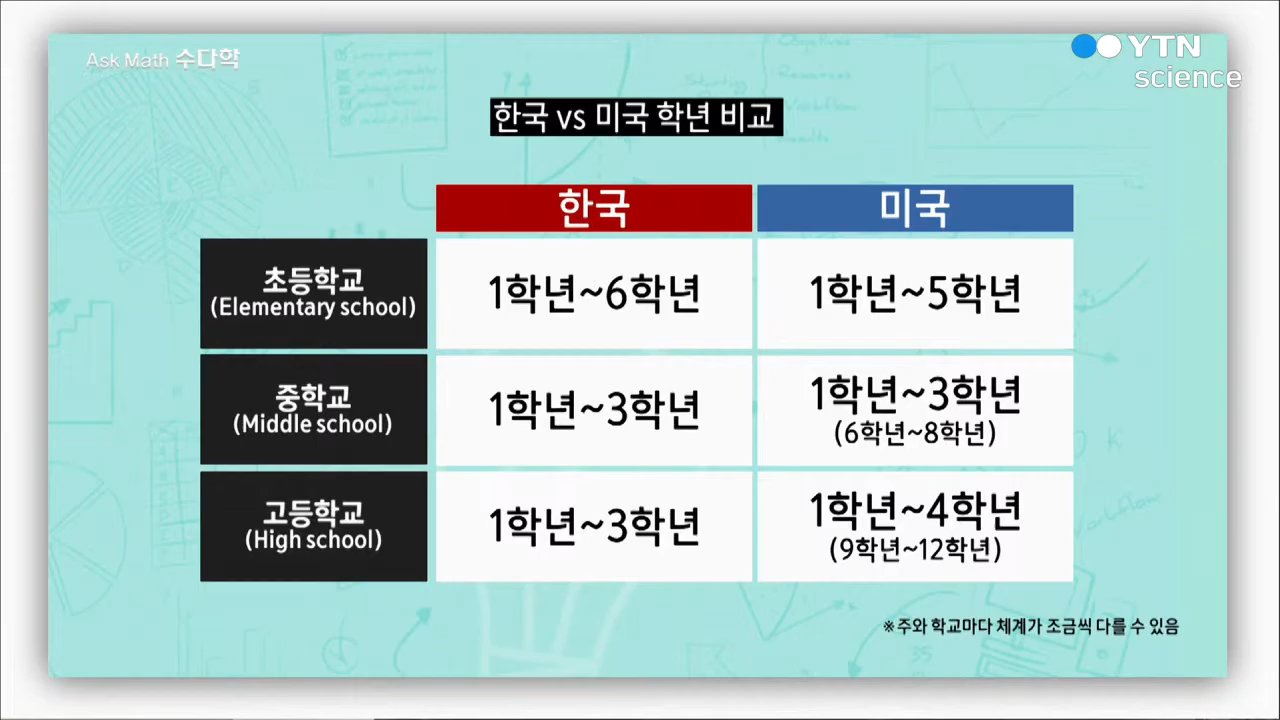 Ask Math 수다학
YTN
science
한국 vs 미국 학년 비교
한국 미국
초등학교
(Elementary school)
1학년~6학년 1학년~5학년
중학교
(Middle school)
1학년~3학년 1학년~3학년
(6학년~8학년)
고등학교
(High school)
1학년~3학년 1학년~4학년
(9학년~12학년)
※주와 학교마다 체계가 조금씩 다를 수 있음